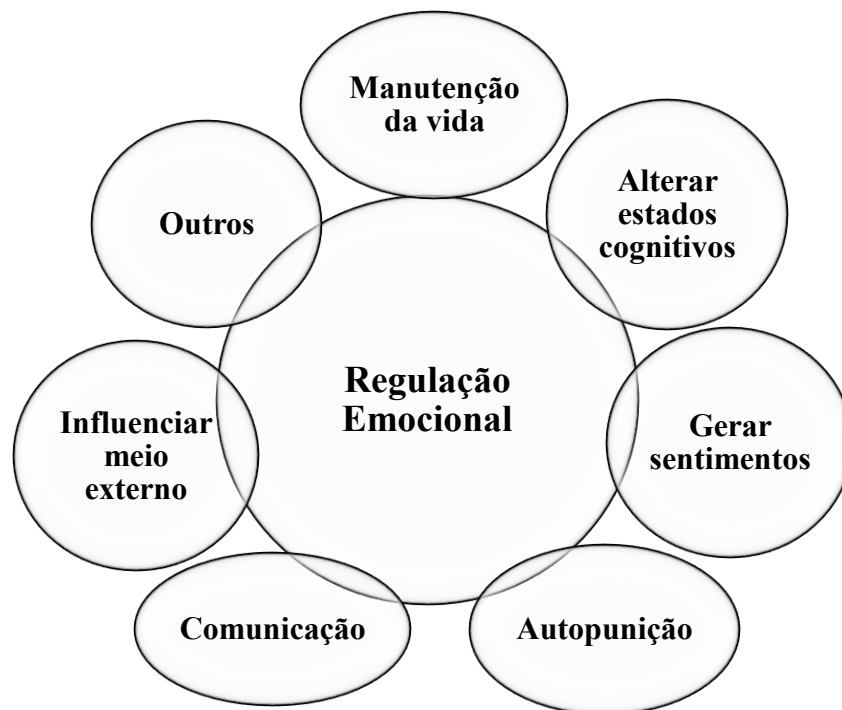 Manutenção
da vida
Alterar
estados
cognitivos
Outros
Regulação
Emocional
Gerar
sentimentos
Influenciar
meio
externo
Comunicação
Autopunição